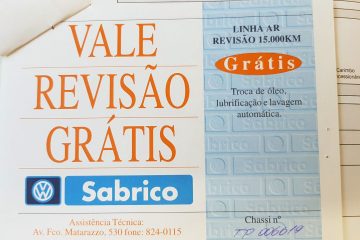 VALE
REVISÃO
GRÁTIS
Sabrico
Assistência Técnica:
Av. Fco. Matarazzo, 530 fone: 824-0115
LINHA AR
REVISÃO 15.000KM
Grátis
Troca de óleo,
lubrificação e lavagem
automática.
Chassi nº